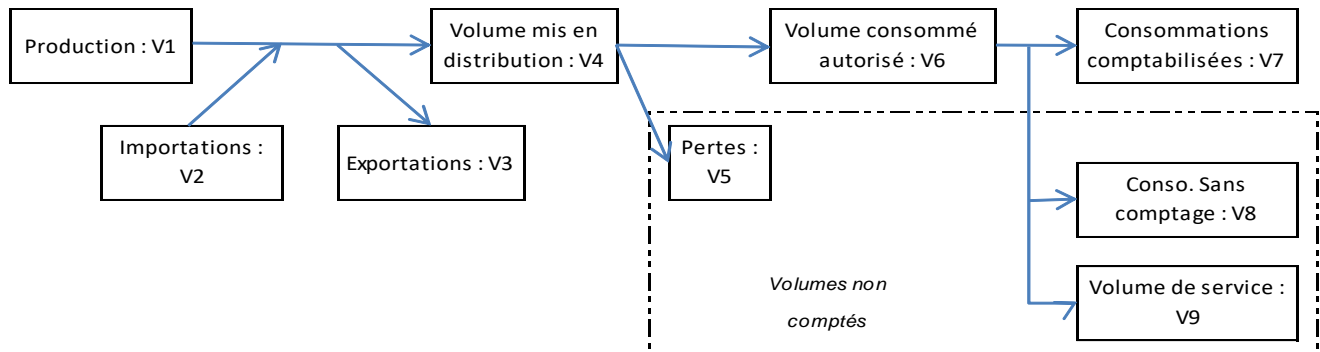 Production : V1
Volume mis en
distribution : V4
Volume consommé
autorisé : V6
Consommations
comptabilisées : V7
Importations :
V2
Exportations : V3
Pertes :
V5
Conso. Sans
comptage : V8
Volumes non
comptés
Volume de service :
V9